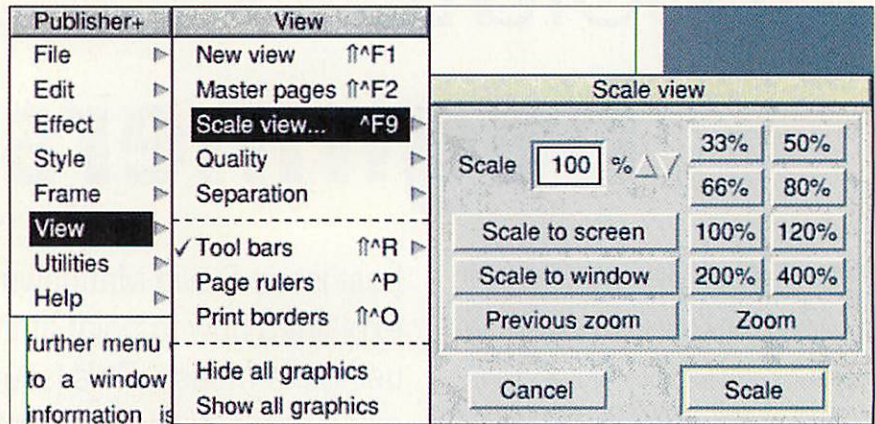 Publisher+
File
Edit
Effect
Style
Frame
View
Utilities
Help
further menu
to a window
information is
View
New view ⇑^F1
Master pages ⇑^F2
Scale view... ^F9
Quality
Separation
✓ Tool bars ⇑^R
Page rulers ^P
Print borders ⇑^O
Hide all graphics
Show all graphics
Scale view
Scale 100 %
33% 50%
66% 80%
Scale to screen 100% 120%
Scale to window 200% 400%
Previous zoom Zoom
Cancel Scale